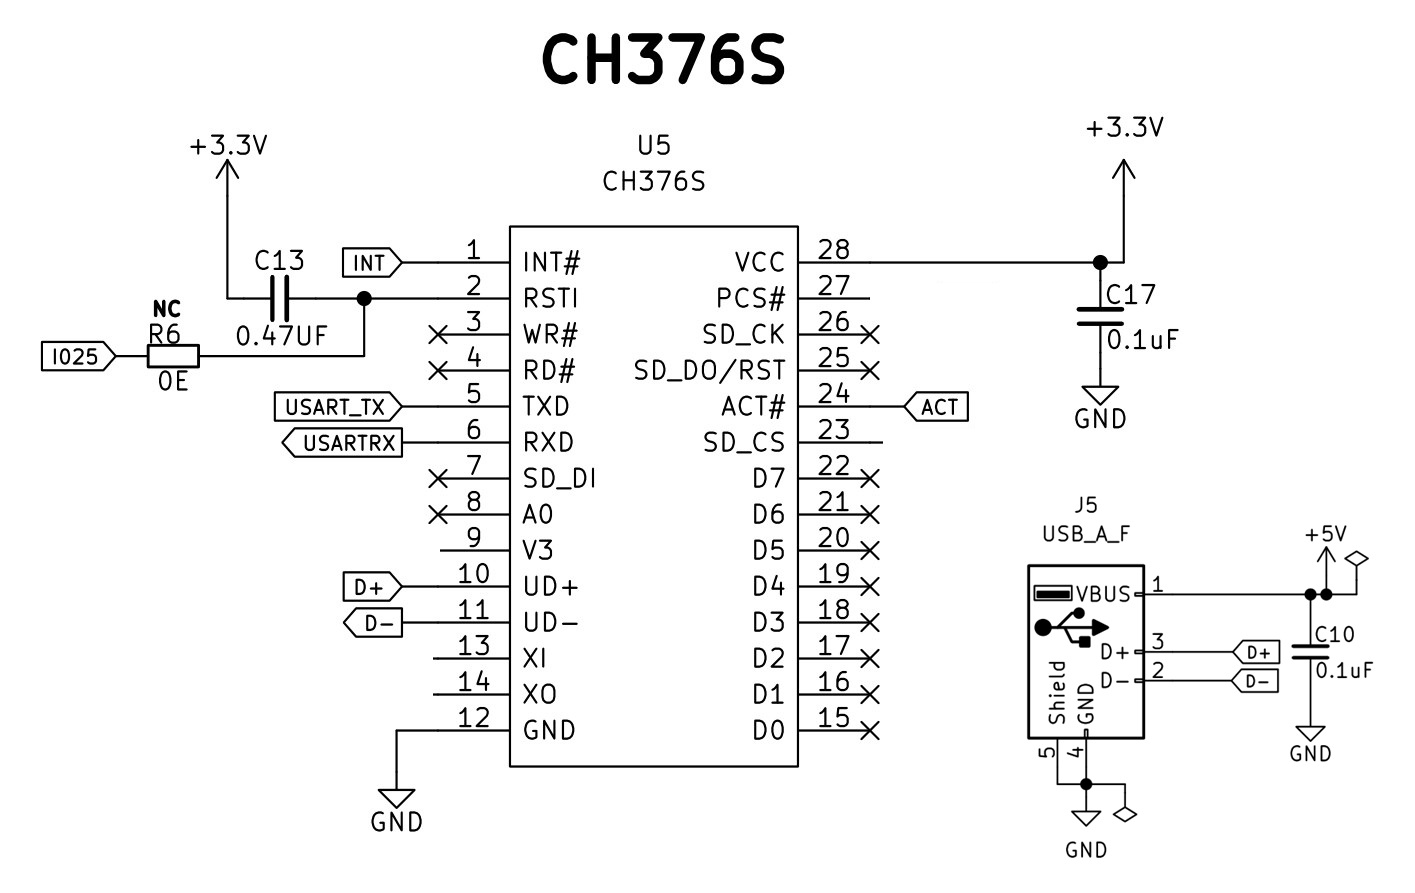 CH376S
U5
CH376S
+3.3V
C13
0.47UF
NC
R6
0E
IO25
INT
USART_TX
USARTRX
D+
D-
GND
1 INT#
2 RSTI
3 WR#
4 RD#
5 TXD
6 RXD
7 SD_DI
8 A0
9 V3
10 UD+
11 UD-
13 XI
14 XO
12 GND
VCC 28
PCS# 27
SD_CK 26
SD_DO/RST 25
ACT# 24
SD_CS 23
D7 22
D6 21
D5 20
D4 19
D3 18
D2 17
D1 16
D0 15
ACT
+3.3V
C17
0.1uF
GND
J5
USB_A_F
VBUS 1
D+ 3
D- 2
Shield 5
GND 4
D+
D-
+5V
C10
0.1uF
GND
GND